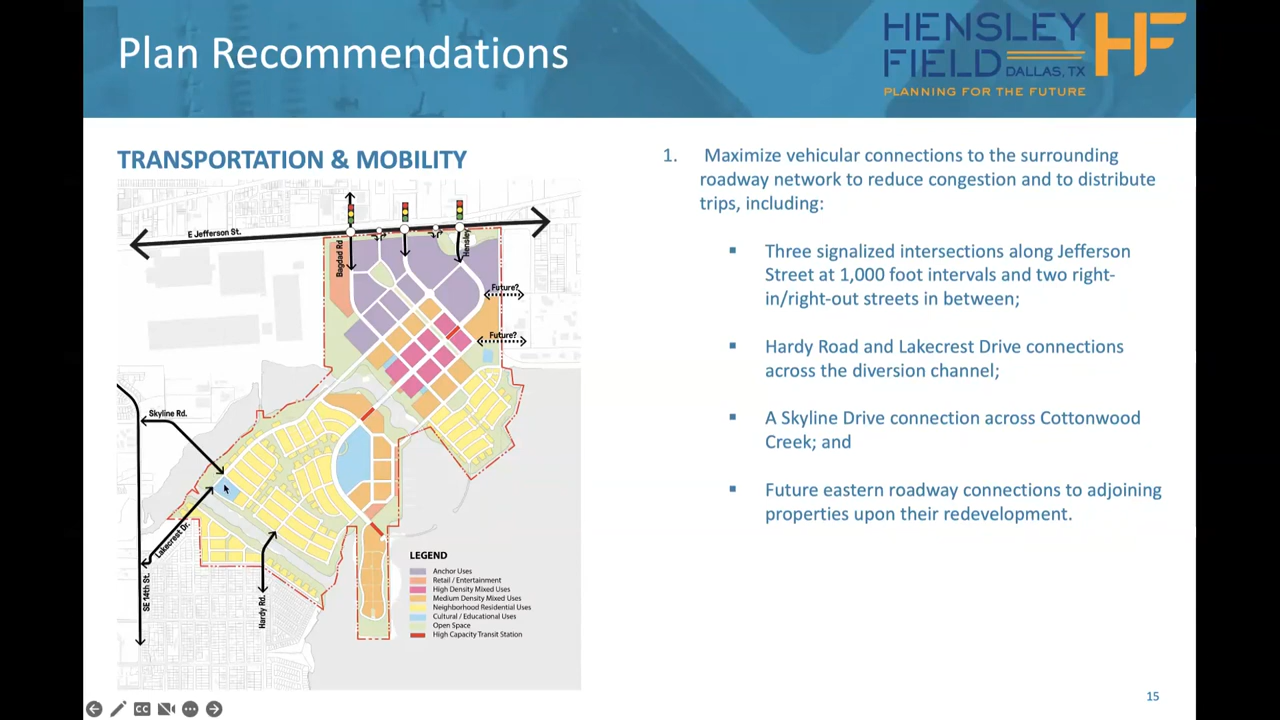 Plan Recommendations
HENSLEY
FIELD DALLAS, TX
HF
PLANNING FOR THE FUTURE
TRANSPORTATION & MOBILITY
E Jefferson St.
Bagdad Rd
Hensley
Future?
Future?
Skyline Rd.
Lakecrest Dr.
SE 14th St.
Hardy Rd.
LEGEND
Anchor Uses
Retail / Entertainment
High Density Mixed Uses
Medium Density Mixed Uses
Neighborhood Residential Uses
Cultural / Educational Uses
Open Space
High Capacity Transit Station
1. Maximize vehicular connections to the surrounding
roadway network to reduce congestion and to distribute
trips, including:
▪ Three signalized intersections along Jefferson
Street at 1,000 foot intervals and two right-
in/right-out streets in between;
▪ Hardy Road and Lakecrest Drive connections
across the diversion channel;
▪ A Skyline Drive connection across Cottonwood
Creek; and
▪ Future eastern roadway connections to adjoining
properties upon their redevelopment.
15
CC